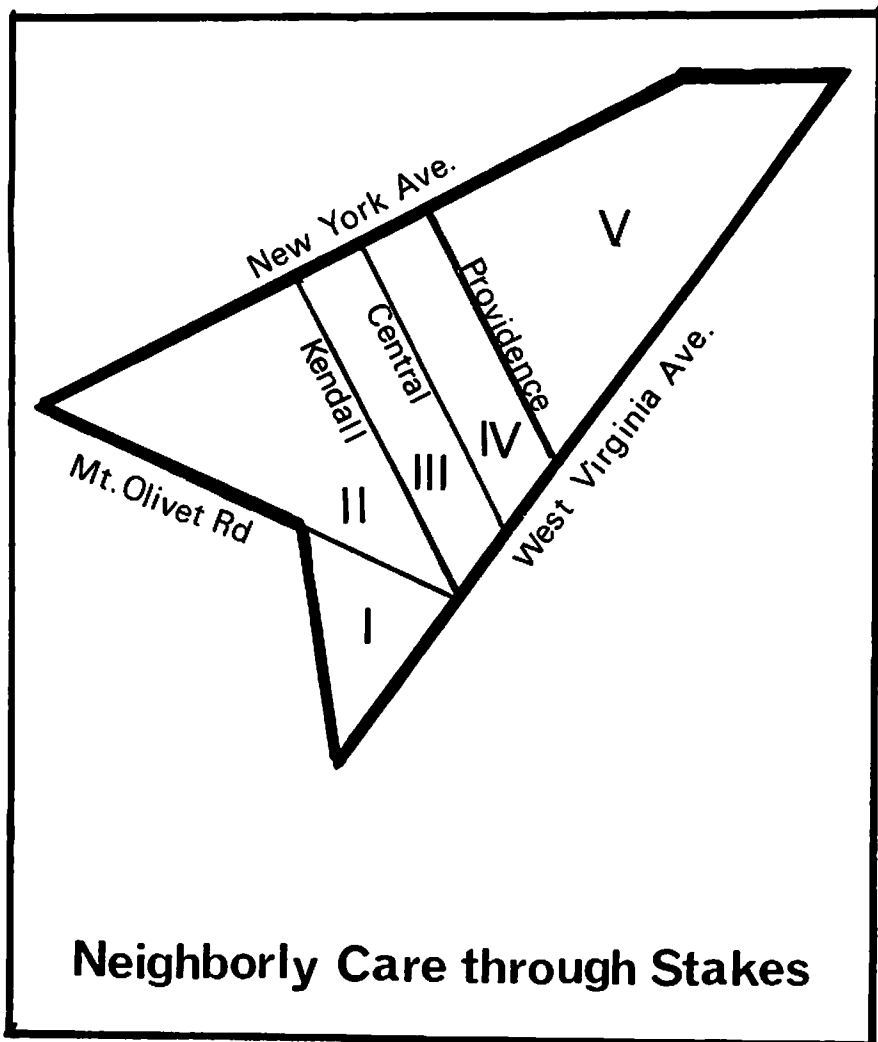 New York Ave.
V
Providence
Central
Kendall
West Virginia Ave.
IV
III
Mt. Olivet Rd
II
I
Neighborly Care through Stakes